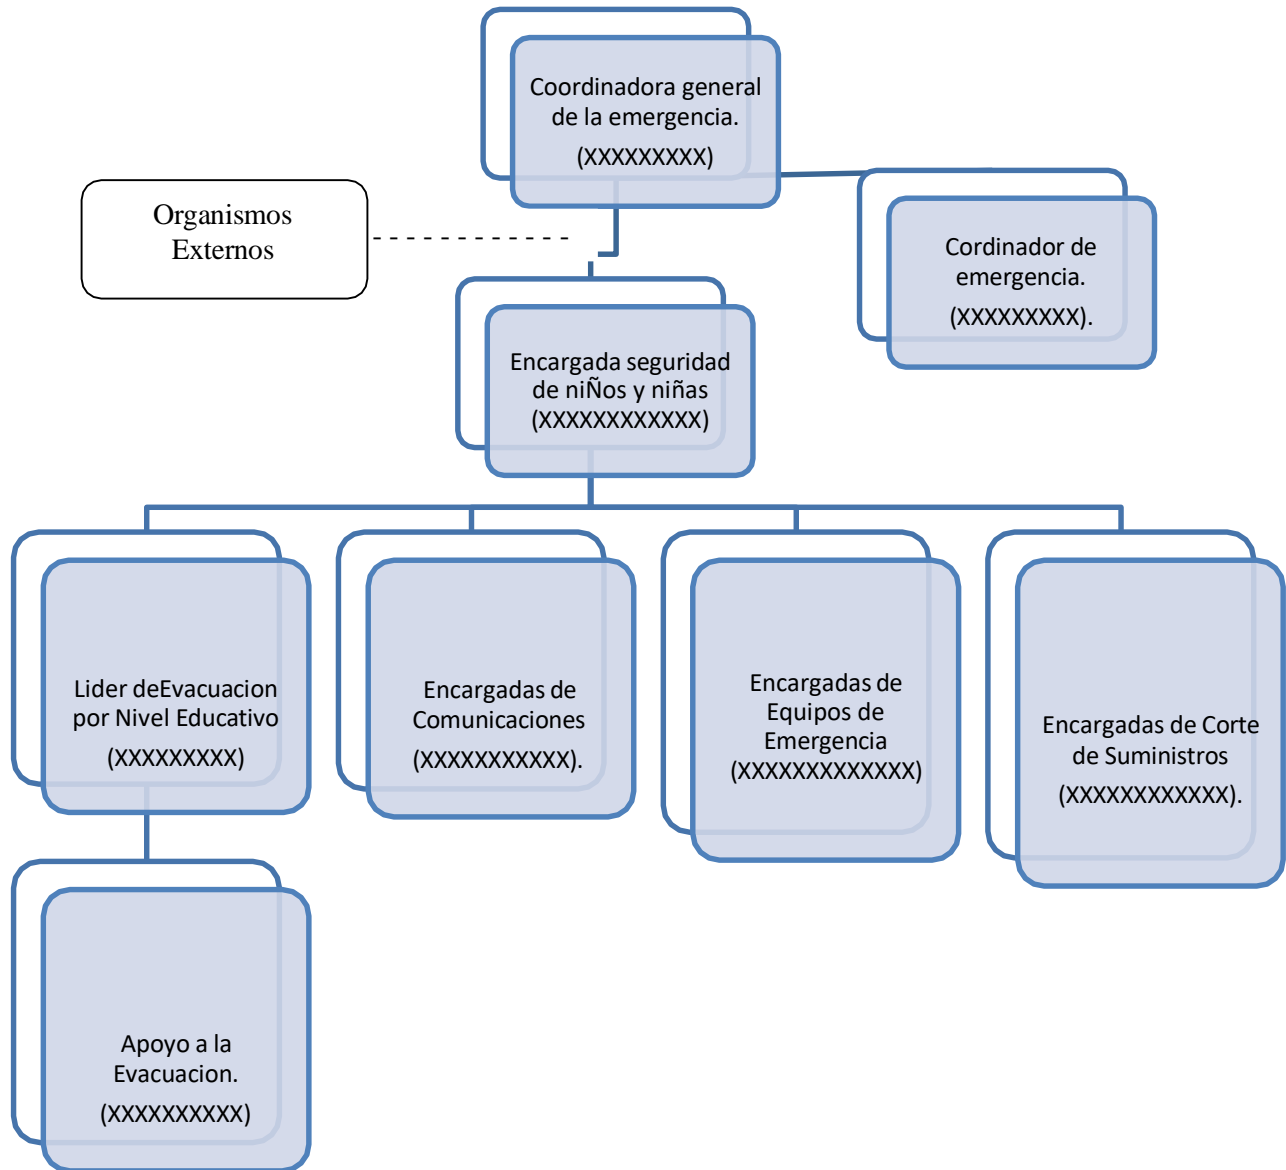 Coordinadora general
de la emergencia.
(XXXXXXXXX)
Organismos
Externos
Cordinador de
emergencia.
(XXXXXXXXX).
Encargada seguridad
de niÑos y niñas
(XXXXXXXXXXXX)
Lider deEvacuacion
por Nivel Educativo
(XXXXXXXXX)
Encargadas de
Comunicaciones
(XXXXXXXXXXX).
Encargadas de
Equipos de
Emergencia
(XXXXXXXXXXXXX)
Encargadas de Corte
de Suministros
(XXXXXXXXXXXX).
Apoyo a la
Evacuacion.
(XXXXXXXXXX)